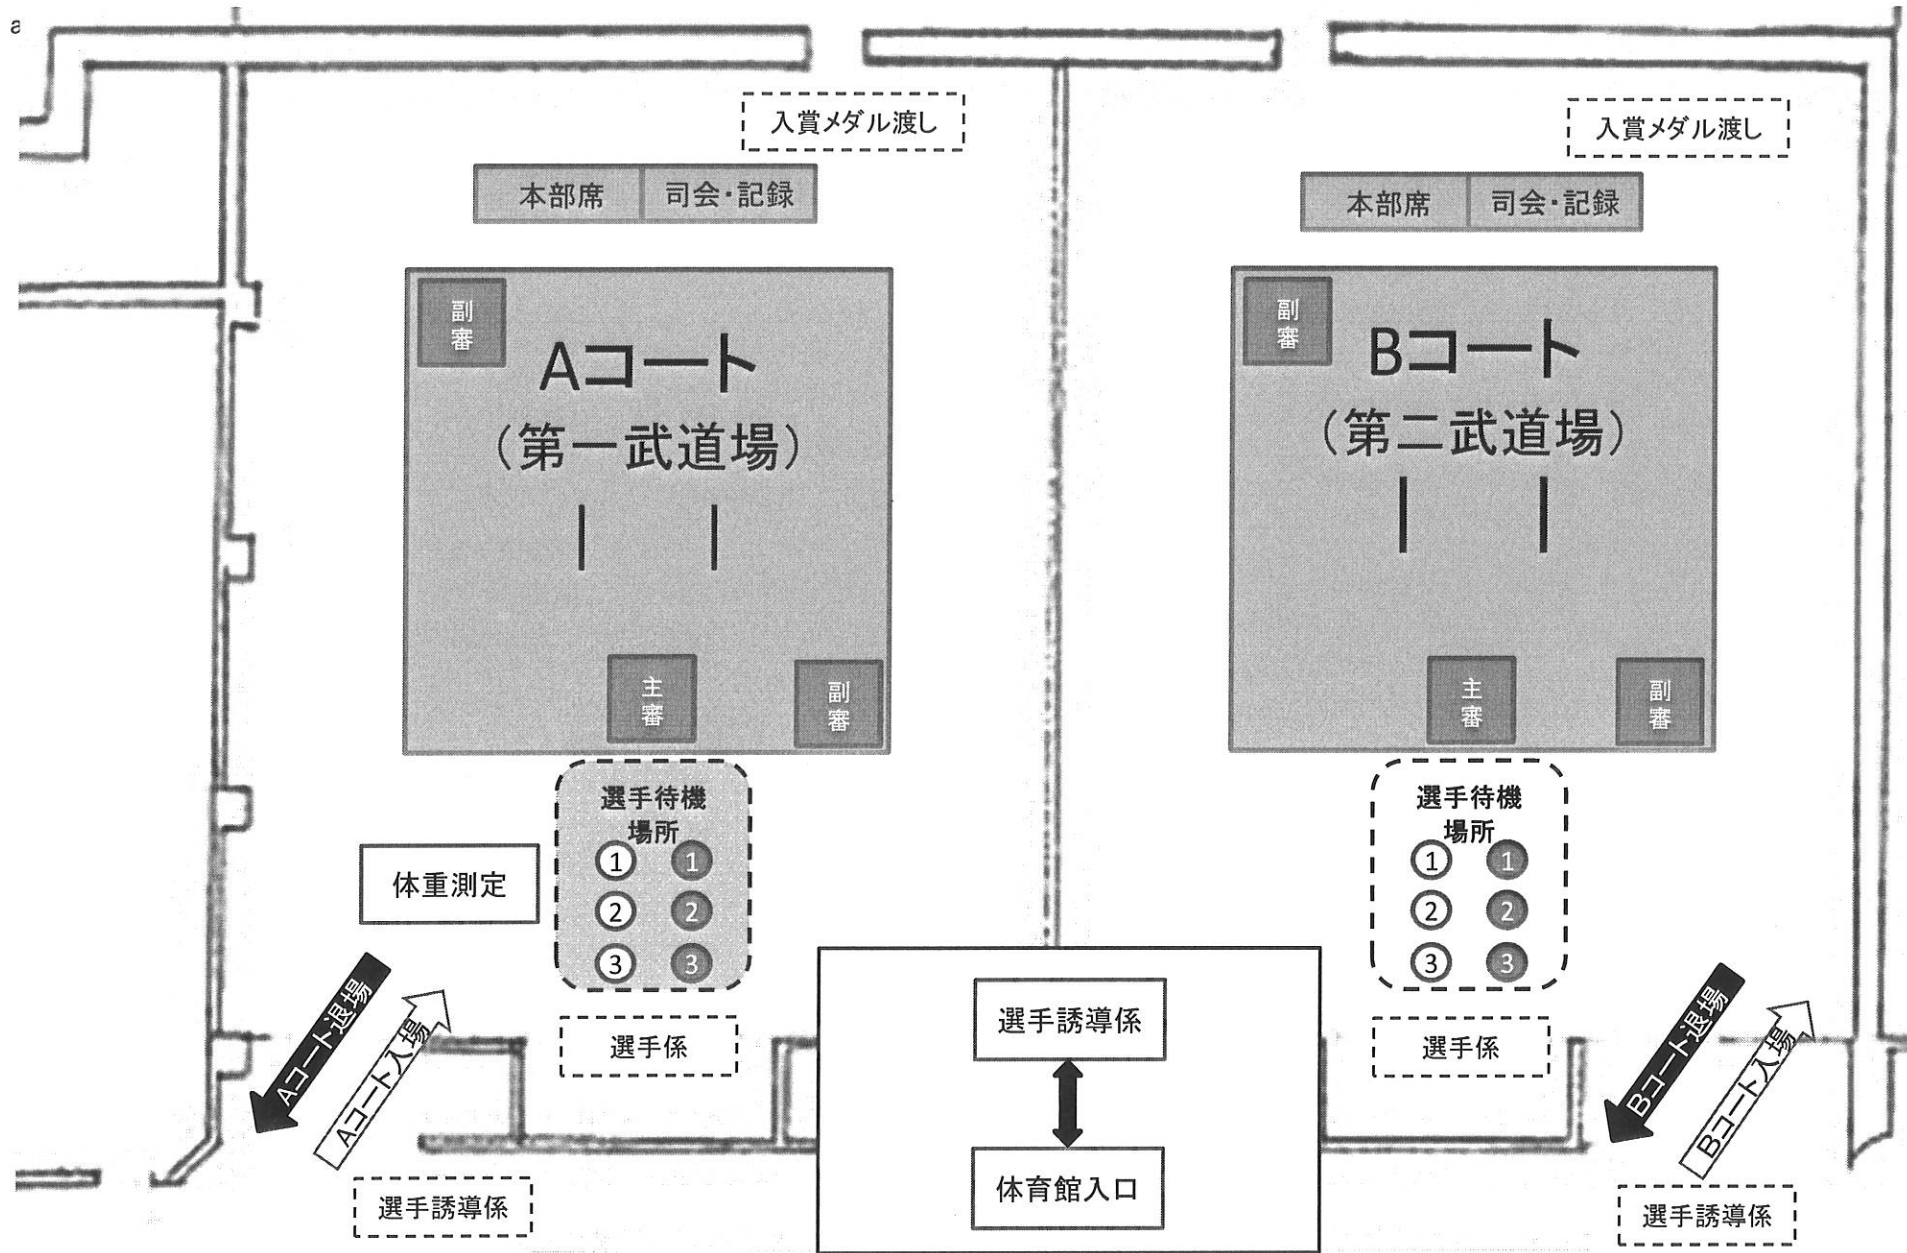 a
入賞メダル渡し
入賞メダル渡し
本部席 司会・記録
本部席 司会・記録
副
審
Aコート
(第一武道場)
主
審
副
審
副
審
Bコート
(第二武道場)
主
審
副
審
選手待機
場所
1 1
2 2
3 3
体重測定
選手待機
場所
1 1
2 2
3 3
Aコート退場
Aコート入場
選手係
選手誘導係
選手誘導係
体育館入口
選手係
Bコート退場
Bコート入場
選手誘導係